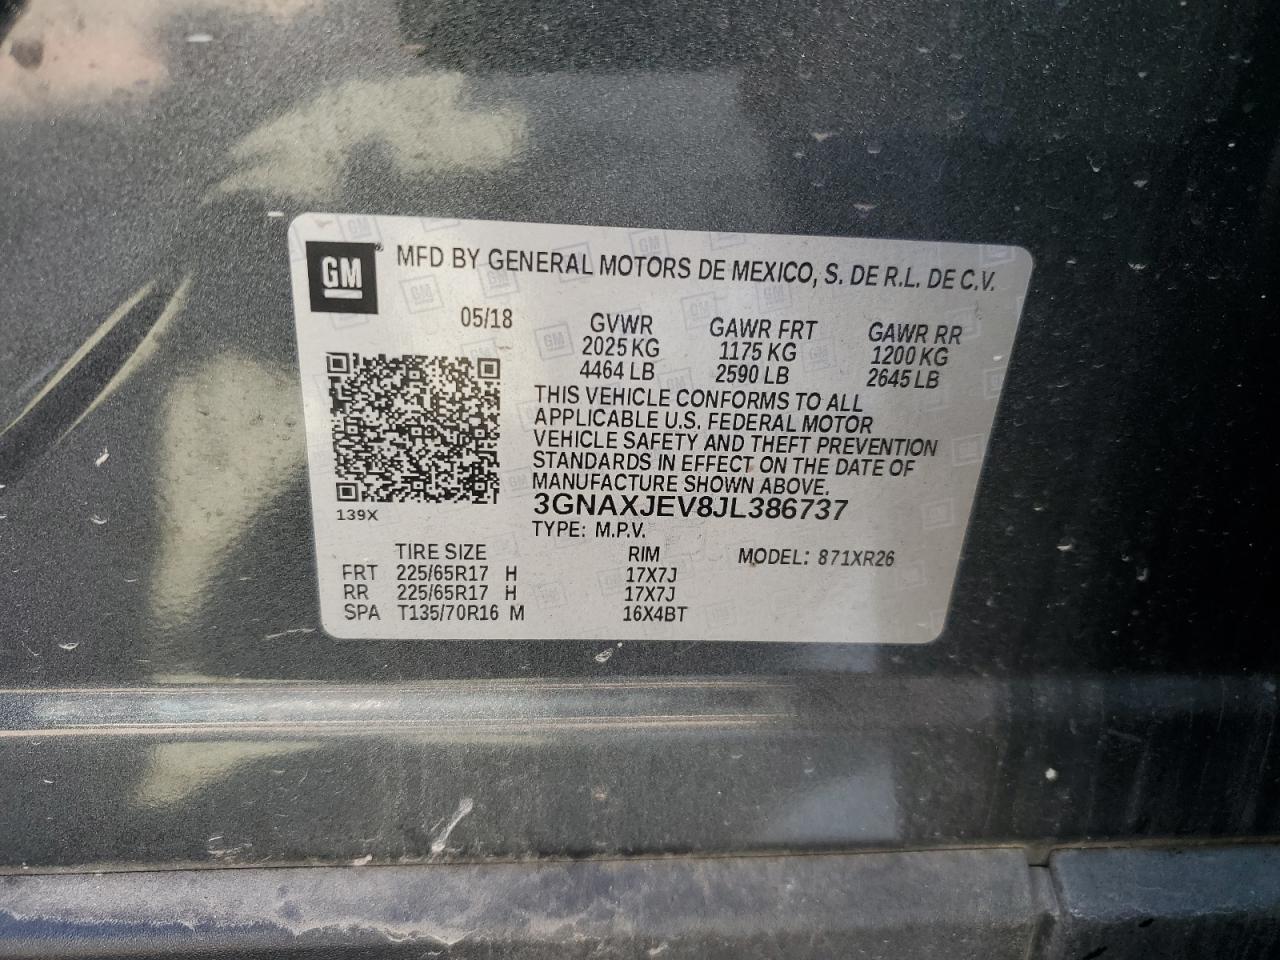 GM® MFD BY GENERAL MOTORS DE MEXICO, S. DE R.L. DE C.V.
05/18 GVWR GAWR FRT GAWR RR
2025 KG 1175 KG 1200 KG
4464 LB 2590 LB 2645 LB
THIS VEHICLE CONFORMS TO ALL
APPLICABLE U.S. FEDERAL MOTOR
VEHICLE SAFETY AND THEFT PREVENTION
STANDARDS IN EFFECT ON THE DATE OF
MANUFACTURE SHOWN ABOVE.
3GNAXJEV8JL386737
139X
TYPE: M.P.V.
TIRE SIZE RIM MODEL: 871XR26
FRT 225/65R17 H 17X7J
RR 225/65R17 H 17X7J
SPA T135/70R16 M 16X4BT